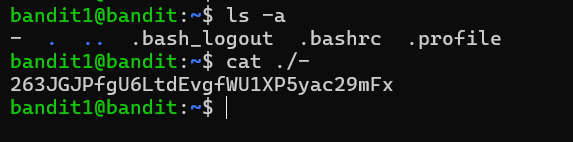 bandit1@bandit:~$ ls -a
-  .  ..  .bash_logout  .bashrc  .profile
bandit1@bandit:~$ cat ./-
263JGJPfgU6LtdEvgfWU1XP5yac29mFx
bandit1@bandit:~$